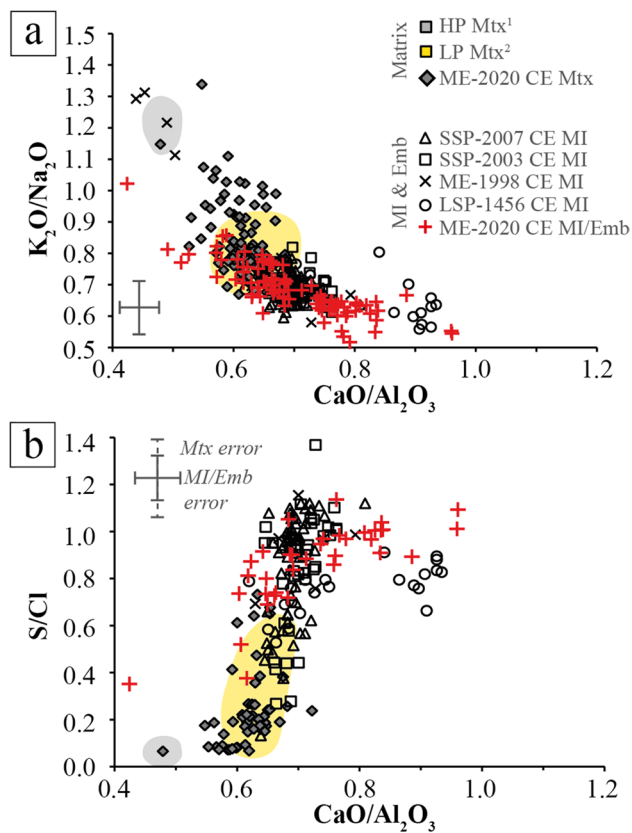 a
HP Mtx¹
LP Mtx²
ME-2020 CE Mtx
Matrix
SSP-2007 CE MI
SSP-2003 CE MI
ME-1998 CE MI
LSP-1456 CE MI
ME-2020 CE MI/Emb
MI & Emb
K₂O/Na₂O
1.5
1.4
1.3
1.2
1.1
1.0
0.9
0.8
0.7
0.6
0.5
0.4 0.6 0.8 1.0 1.2
CaO/Al₂O₃
b
Mtx error
MI/Emb
error
S/Cl
1.4
1.2
1.0
0.8
0.6
0.4
0.2
0.0
0.4 0.6 0.8 1.0 1.2
CaO/Al₂O₃